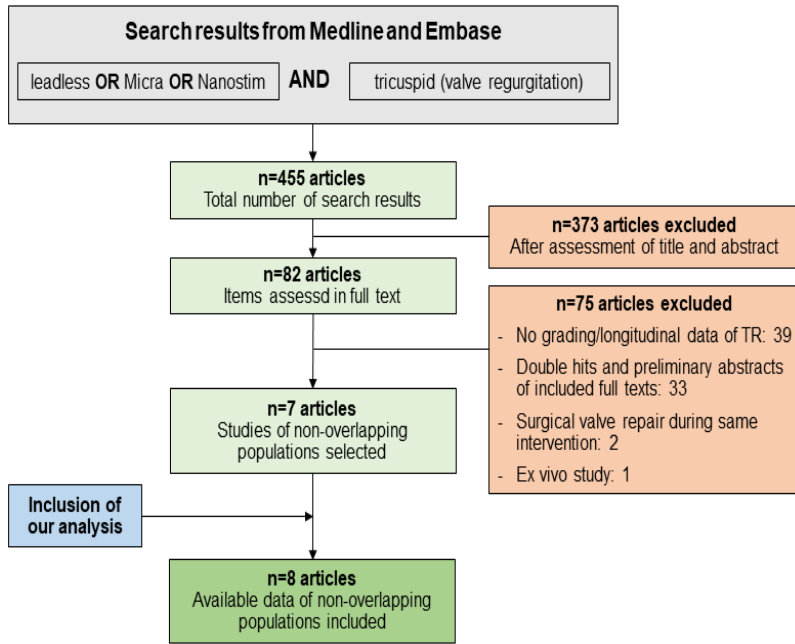 Search results from Medline and Embase
leadless OR Micra OR Nanostim
AND
tricuspid (valve regurgitation)
n=455 articles
Total number of search results
n=373 articles excluded
After assessment of title and abstract
n=82 articles
Items assessd in full text
n=75 articles excluded
- No grading/longitudinal data of TR: 39
- Double hits and preliminary abstracts
of included full texts: 33
- Surgical valve repair during same
intervention: 2
- Ex vivo study: 1
n=7 articles
Studies of non-overlapping
populations selected
Inclusion of
our analysis
n=8 articles
Available data of non-overlapping
populations included